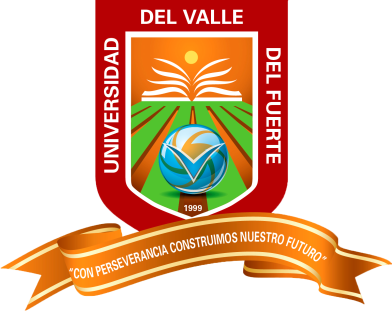 UNIVERSIDAD
DEL VALLE
DEL FUERTE
1999
"CON PERSEVERANCIA CONSTRUIMOS NUESTRO FUTURO"